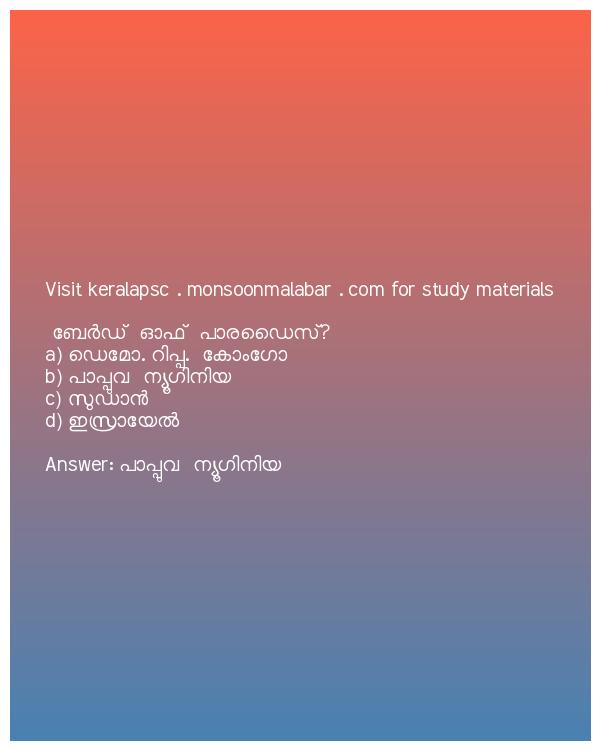 Visit keralapsc . monsoonmalabar . com for study materials
ബേർഡ് ഓഫ് പാരഡൈസ്?
a) ഡെമോ. റിപ്പ. കോംഗോ
b) പാപ്പുവ ന്യൂഗിനിയ
c) സുഡാൻ
d) ഇസ്രായേൽ
Answer: പാപ്പുവ ന്യൂഗിനിയ